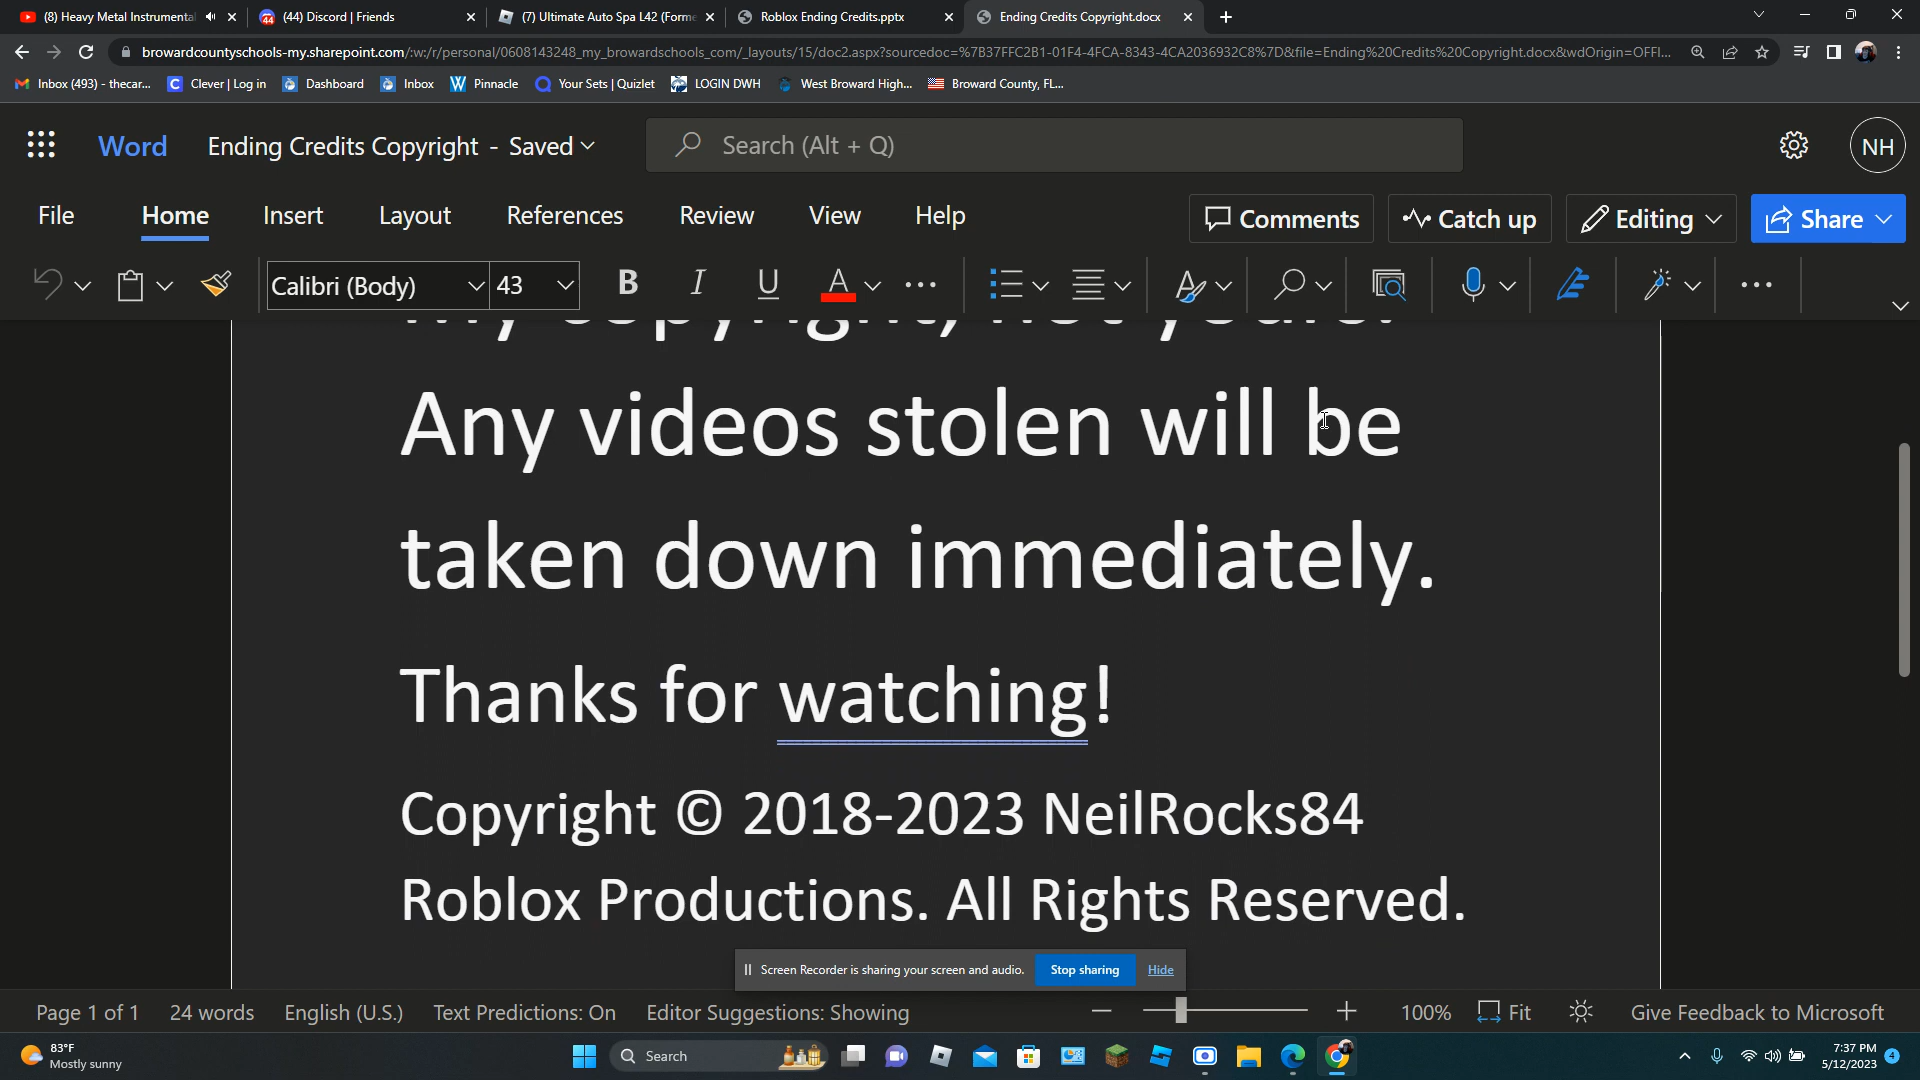 (8) Heavy Metal Instrumental
(44) Discord | Friends
(7) Ultimate Auto Spa L42 (Forme
Roblox Ending Credits.pptx
Ending Credits Copyright.docx
browardcountyschools-my.sharepoint.com/:w:/r/personal/0608143248_my_browardschools_com/_layouts/15/doc2.aspx?sourcedoc=%7B37FFC2B1-01F4-4FCA-8343-4CA2036932C8%7D&file=Ending%20Credits%20Copyright.docx&wdOrigin=OFFI...
Inbox (493) - thecar... Clever | Log in Dashboard Inbox Pinnacle Your Sets | Quizlet LOGIN DWH West Broward High... Broward County, FL...
Word Ending Credits Copyright - Saved Search (Alt + Q) NH
File Home Insert Layout References Review View Help Comments Catch up Editing Share
Calibri (Body) 43 B I U A
my copyright, not yours.
Any videos stolen will be
taken down immediately.
Thanks for watching!
Copyright © 2018-2023 NeilRocks84
Roblox Productions. All Rights Reserved.
Screen Recorder is sharing your screen and audio. Stop sharing Hide
Page 1 of 1 24 words English (U.S.) Text Predictions: On Editor Suggestions: Showing 100% Fit Give Feedback to Microsoft
83°F
Mostly sunny
Search
7:37 PM
5/12/2023
4